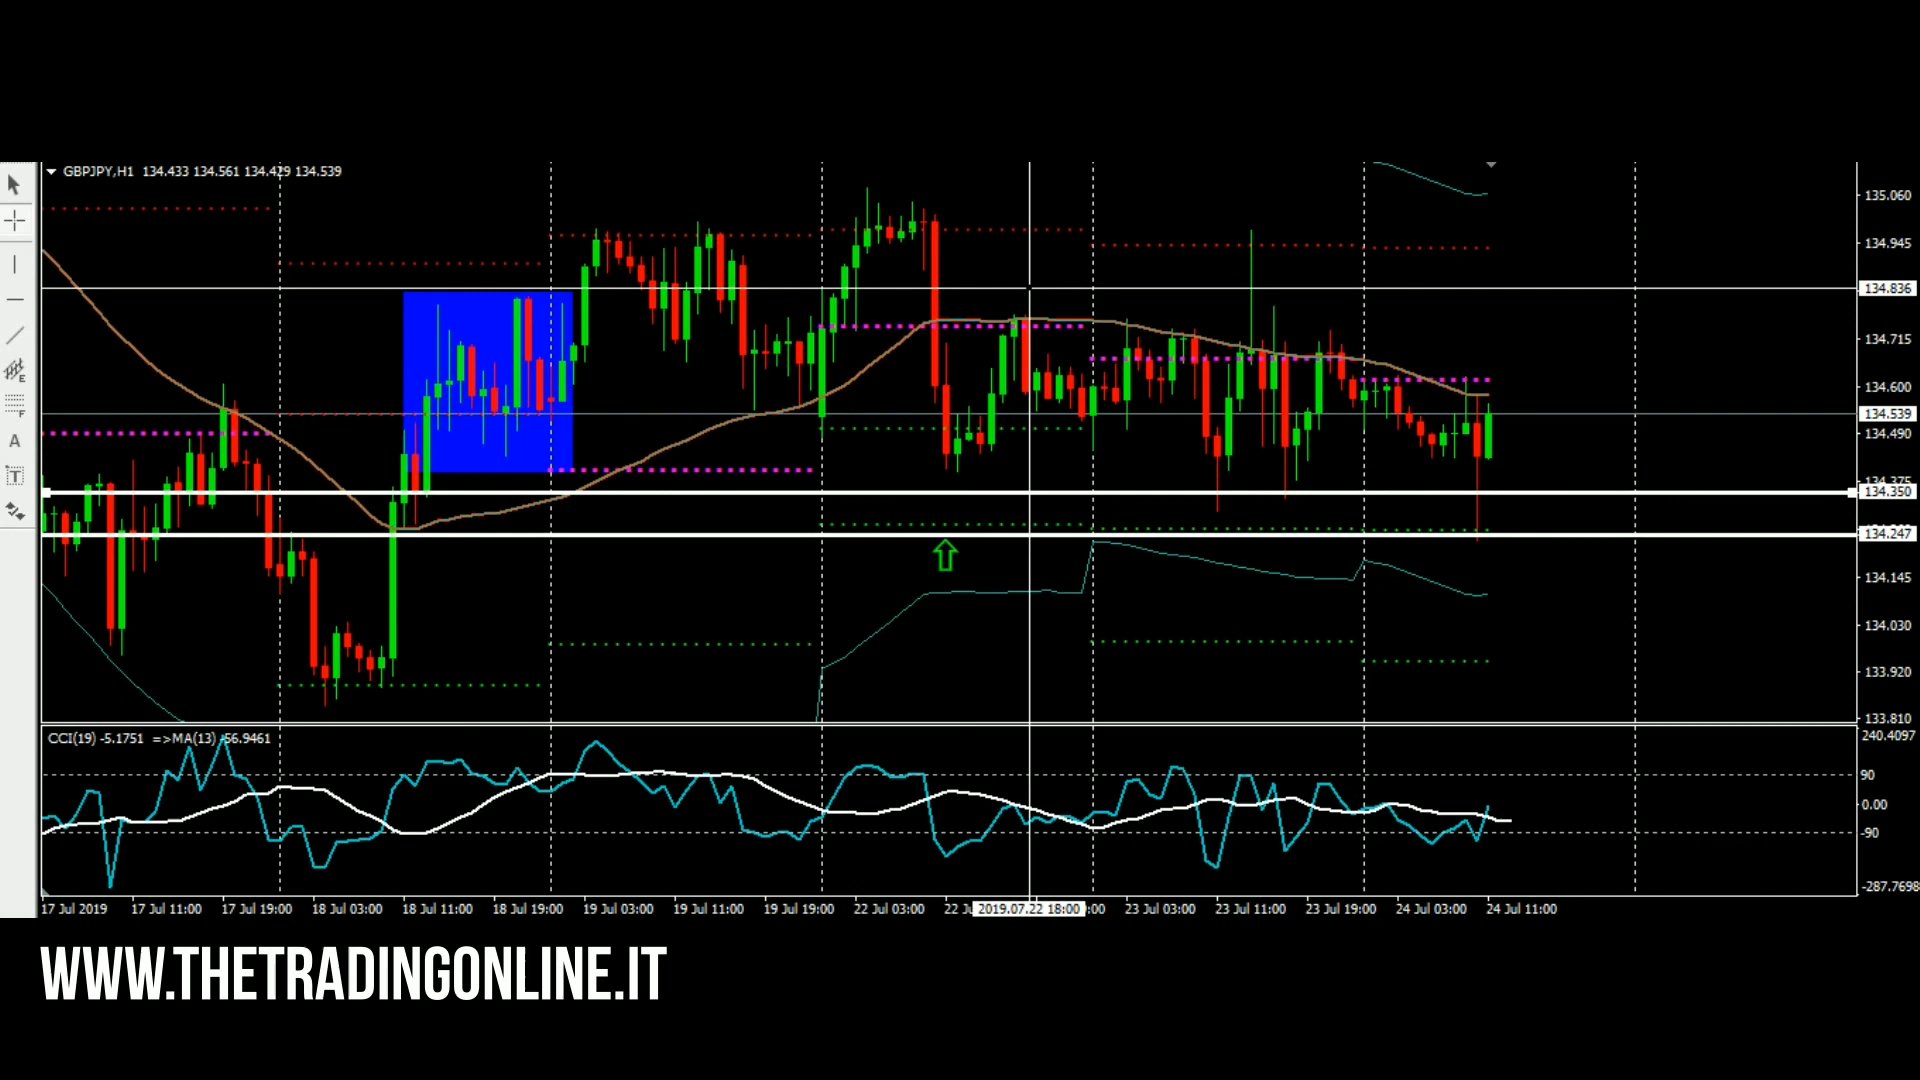 GBPJPY,H1 134.433 134.561 134.429 134.539
135.060
134.945
134.836
134.715
134.600
134.539
134.490
134.375
134.350
134.247
134.145
134.030
133.920
133.810
E
F
A
T
CCI(19) -5.1751 =>MA(13) -56.9461
240.4097
90
0.00
-90
-287.7698
17 Jul 2019 17 Jul 11:00 17 Jul 19:00 18 Jul 03:00 18 Jul 11:00 18 Jul 19:00 19 Jul 03:00 19 Jul 11:00 19 Jul 19:00 22 Jul 03:00 22 Ju 2019.07.22 18:00 :00 23 Jul 03:00 23 Jul 11:00 23 Jul 19:00 24 Jul 03:00 24 Jul 11:00
WWW.THETRADINGONLINE.IT